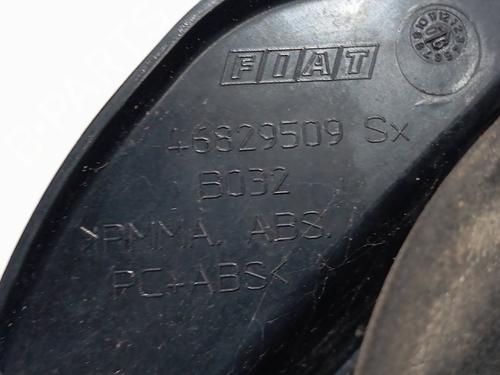 FIAT
46829509 Sx
B032
>PMMA. ABS.
PC+ABS<